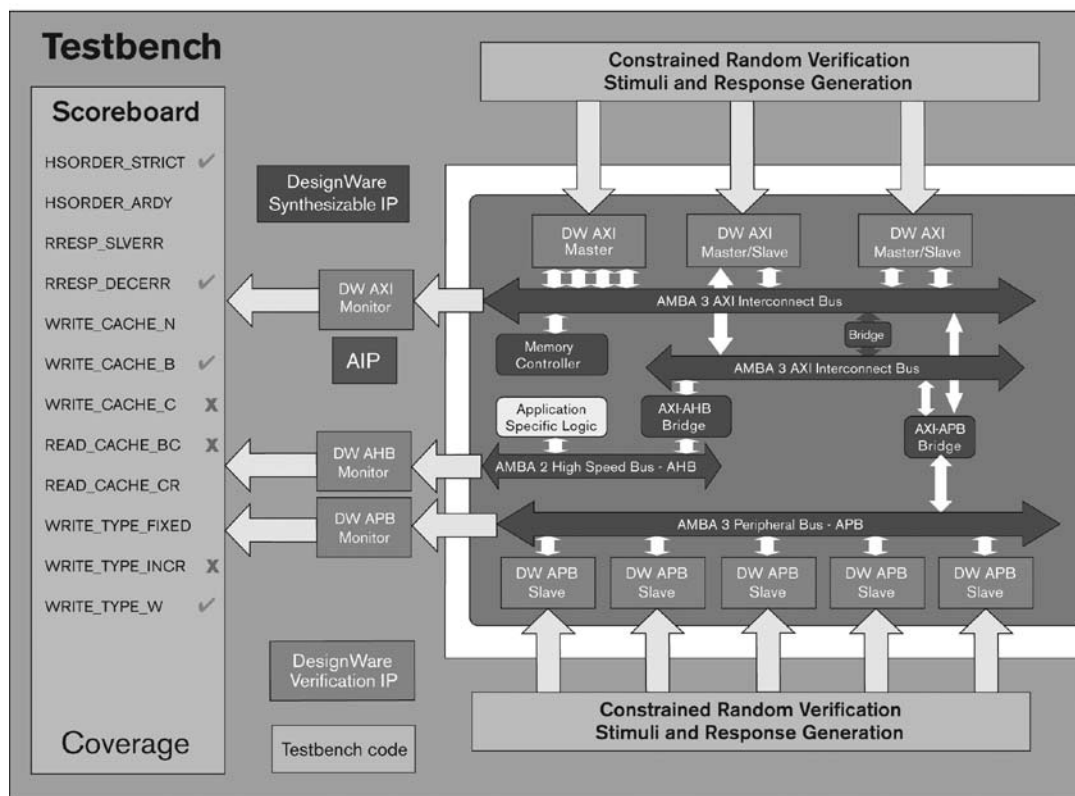 Testbench
Scoreboard
HSORDER_STRICT ✓
HSORDER_ARDY
RRESP_SLVERR
RRESP_DECERR ✓
WRITE_CACHE_N
WRITE_CACHE_B ✓
WRITE_CACHE_C X
READ_CACHE_BC X
READ_CACHE_CR
WRITE_TYPE_FIXED
WRITE_TYPE_INCR X
WRITE_TYPE_W ✓
Coverage
DesignWare
Synthesizable IP
DW AXI
Monitor
AIP
DW AHB
Monitor
DW APB
Monitor
DesignWare
Verification IP
Testbench code
Constrained Random Verification
Stimuli and Response Generation
DW AXI
Master
DW AXI
Master/Slave
DW AXI
Master/Slave
AMBA 3 AXI Interconnect Bus
Memory
Controller
Bridge
AMBA 3 AXI Interconnect Bus
Application
Specific Logic
AXI-AHB
Bridge
AXI-APB
Bridge
AMBA 2 High Speed Bus - AHB
AMBA 3 Peripheral Bus - APB
DW APB
Slave
DW APB
Slave
DW APB
Slave
DW APB
Slave
DW APB
Slave
Constrained Random Verification
Stimuli and Response Generation